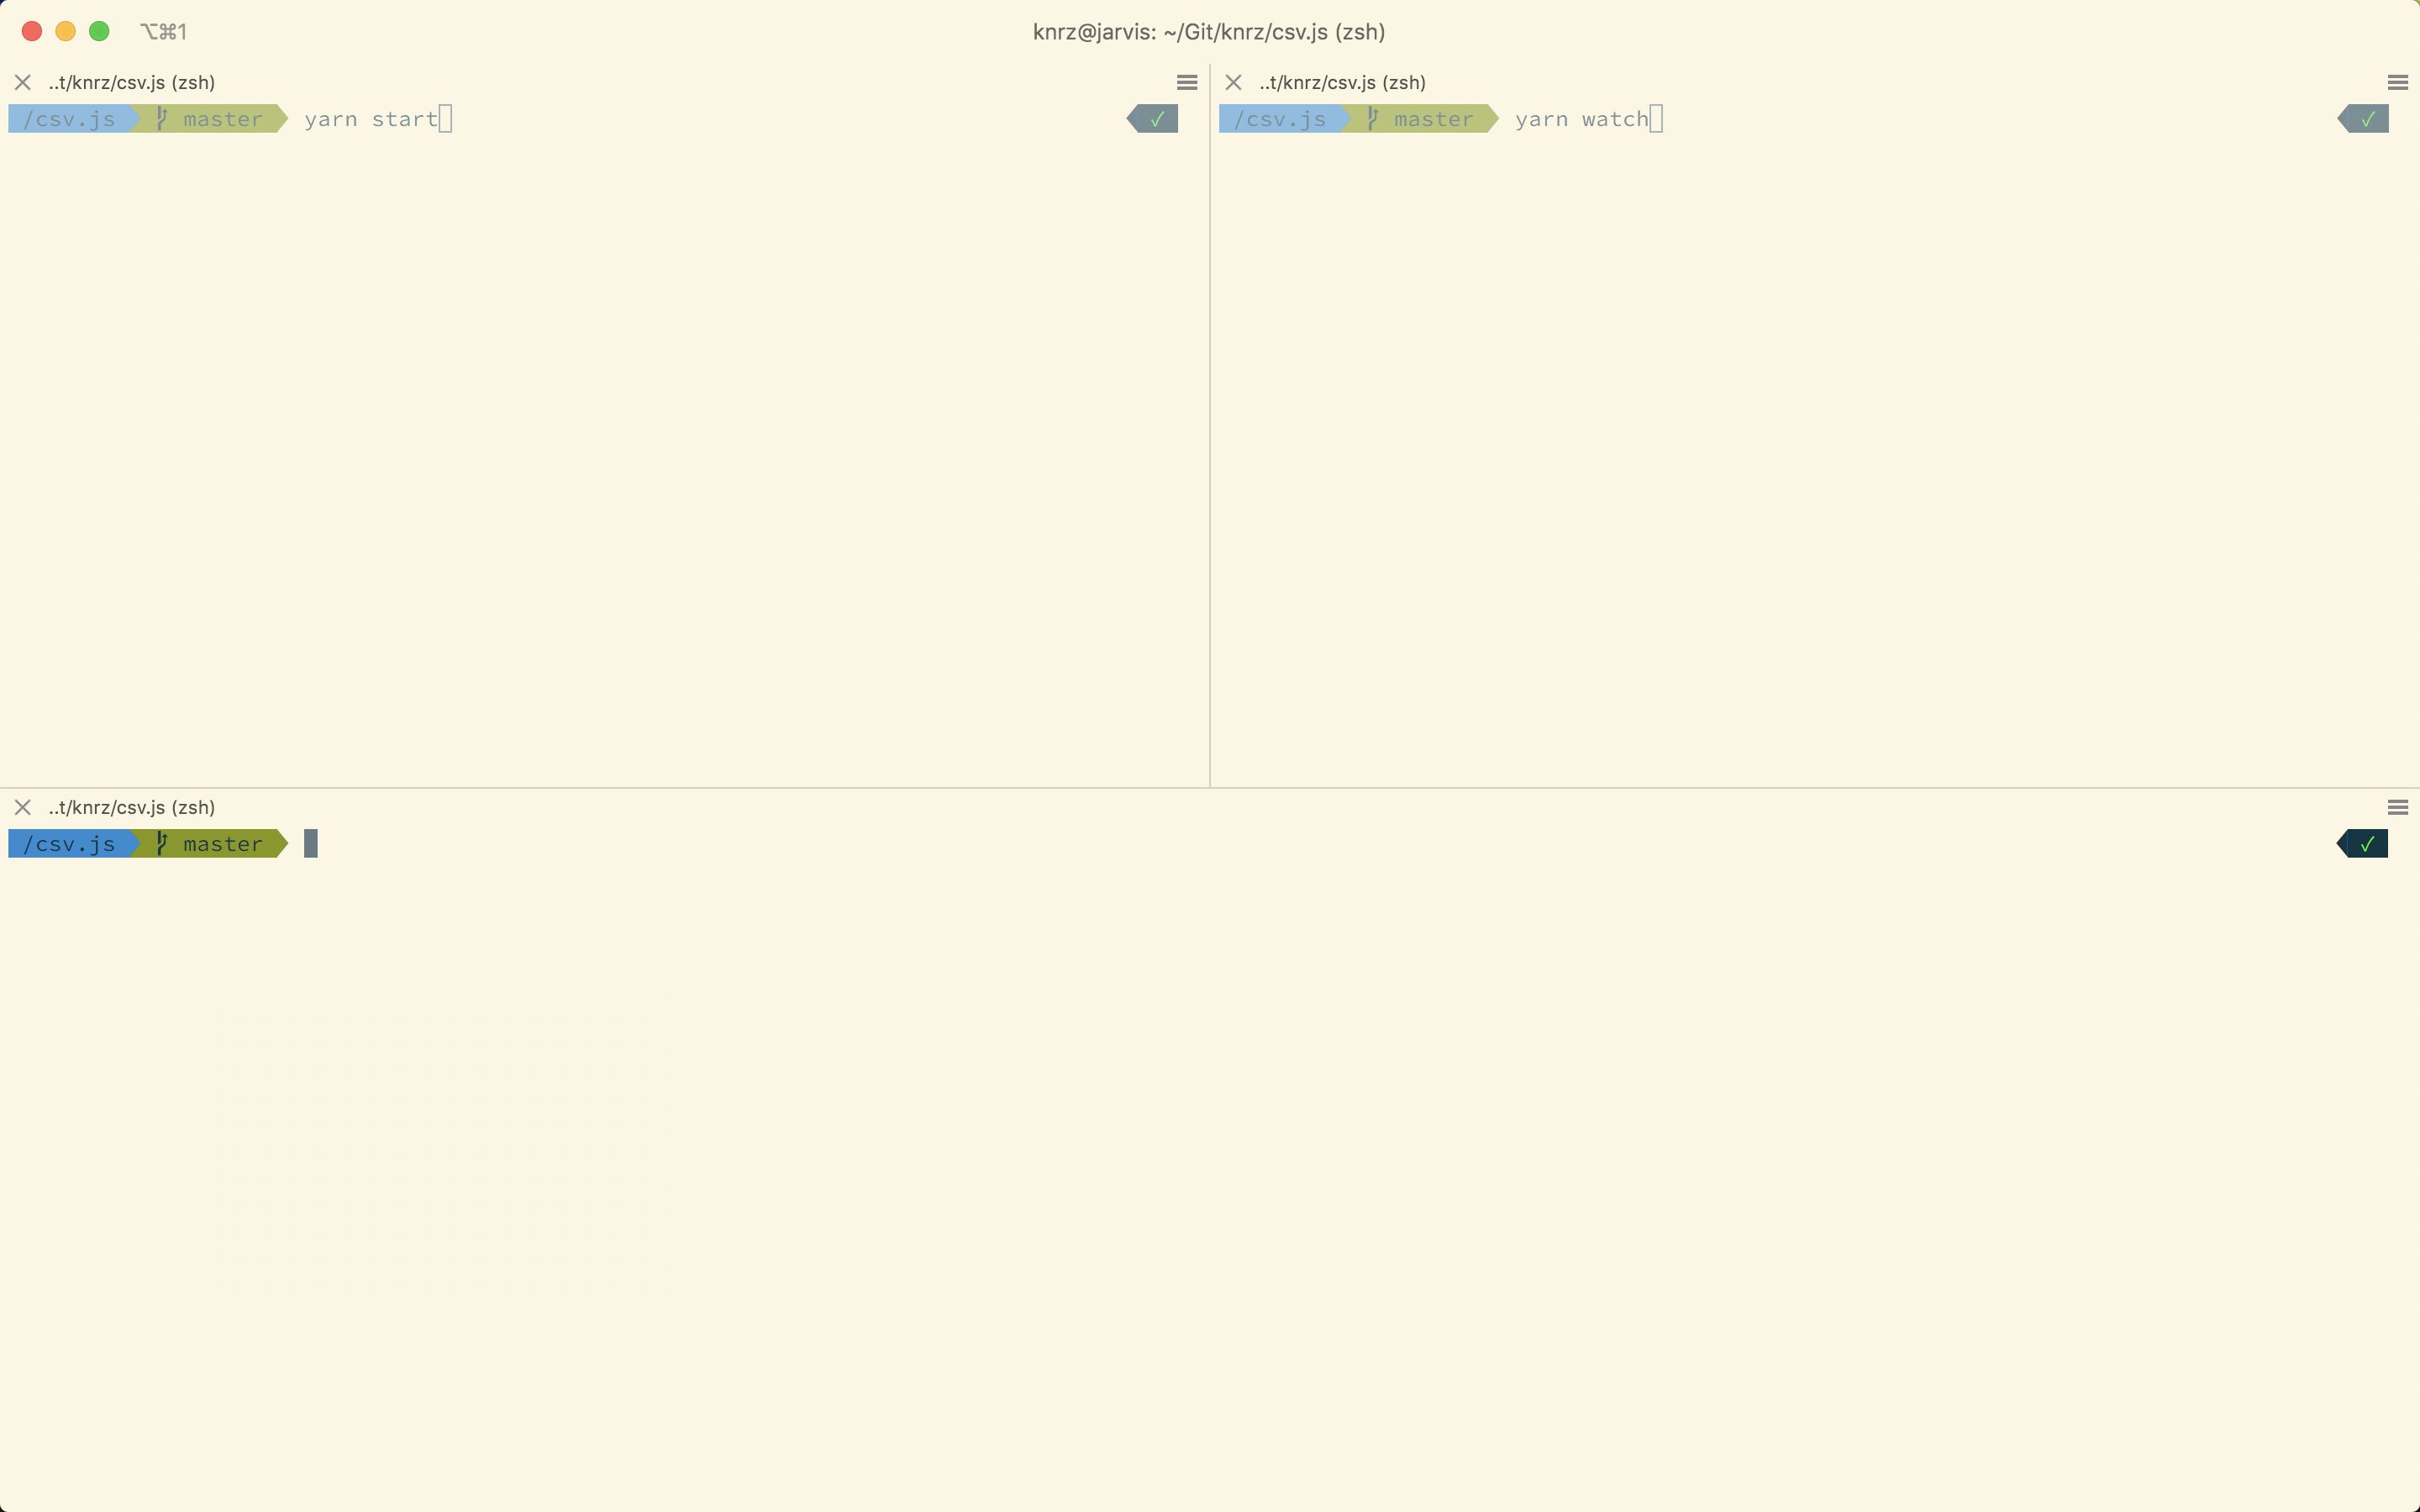 ⌥⌘1 knrz@jarvis: ~/Git/knrz/csv.js (zsh)
..t/knrz/csv.js (zsh)
/csv.js master yarn start ✓
..t/knrz/csv.js (zsh)
/csv.js master yarn watch ✓
..t/knrz/csv.js (zsh)
/csv.js master ✓